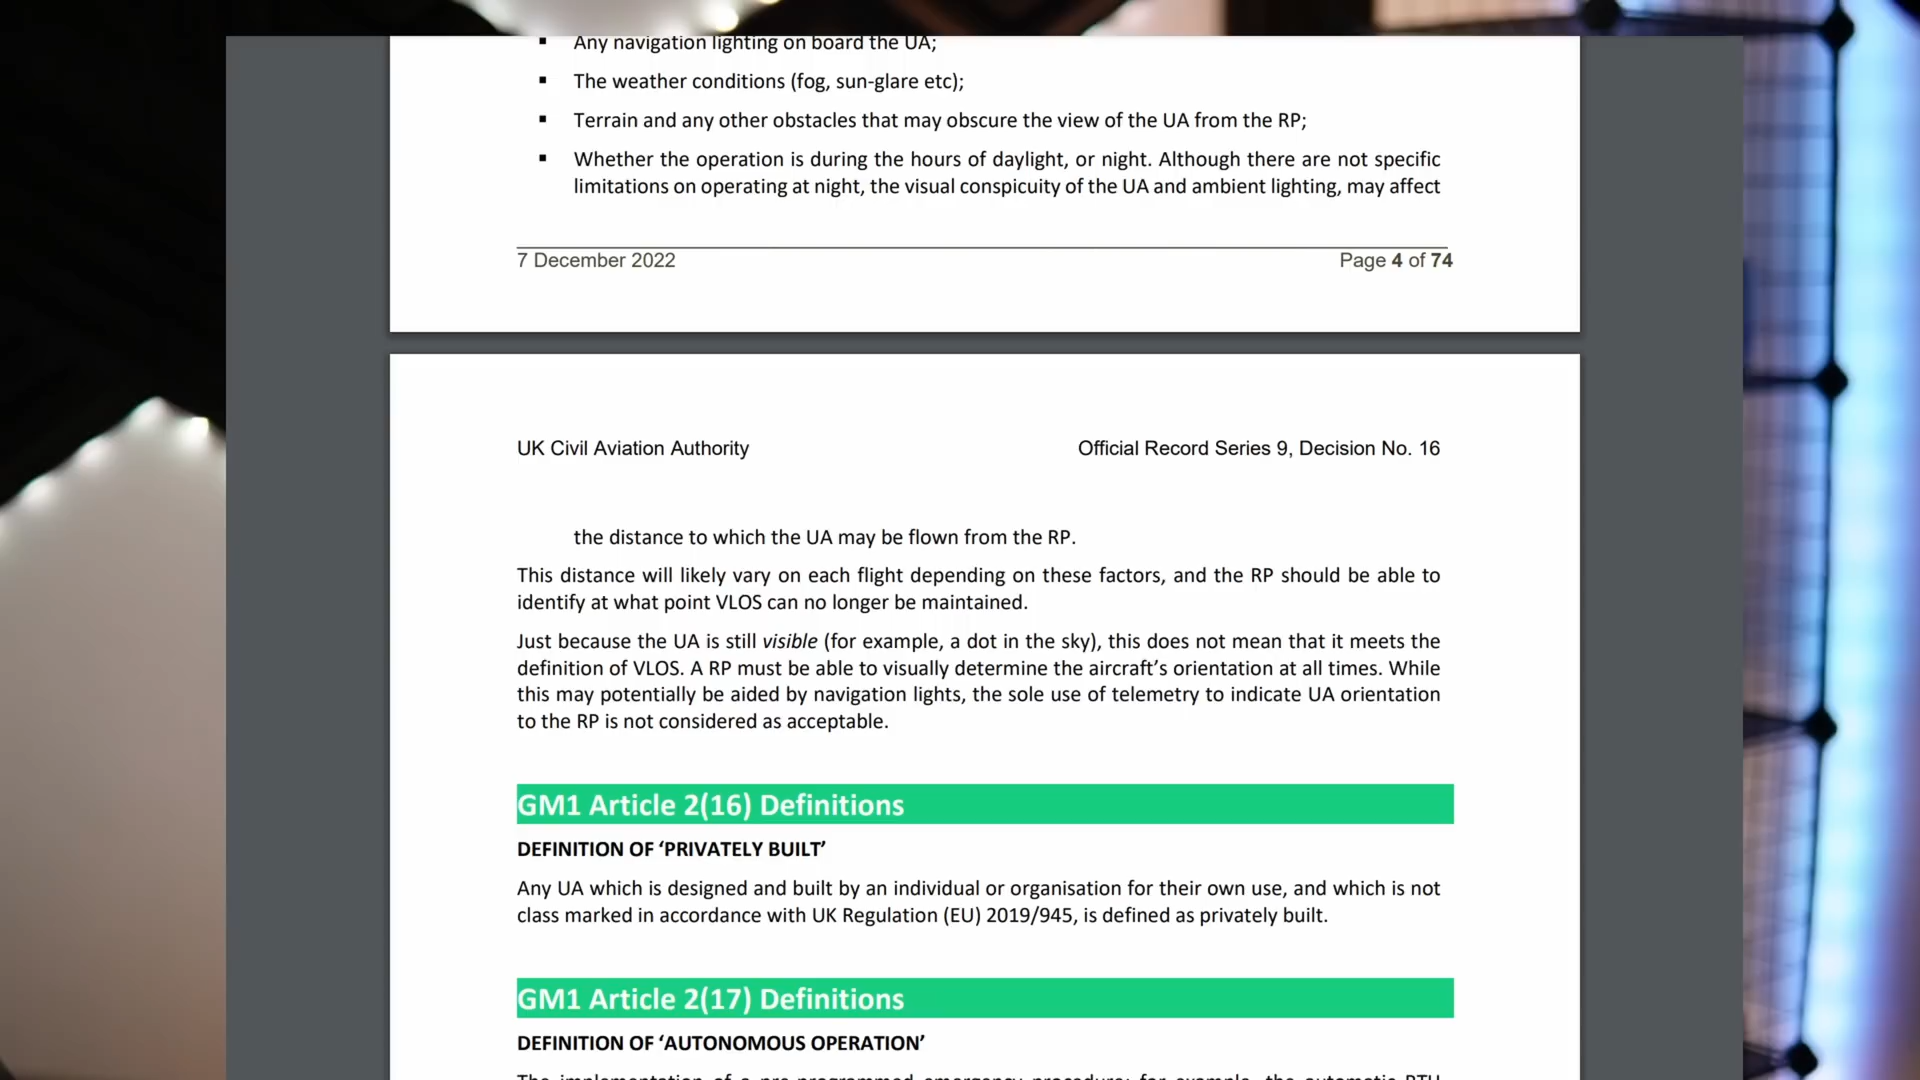 ▪ Any navigation lighting on board the UA;
▪ The weather conditions (fog, sun-glare etc);
▪ Terrain and any other obstacles that may obscure the view of the UA from the RP;
▪ Whether the operation is during the hours of daylight, or night. Although there are not specific
limitations on operating at night, the visual conspicuity of the UA and ambient lighting, may affect
7 December 2022 Page 4 of 74
UK Civil Aviation Authority Official Record Series 9, Decision No. 16
the distance to which the UA may be flown from the RP.
This distance will likely vary on each flight depending on these factors, and the RP should be able to
identify at what point VLOS can no longer be maintained.
Just because the UA is still visible (for example, a dot in the sky), this does not mean that it meets the
definition of VLOS. A RP must be able to visually determine the aircraft’s orientation at all times. While
this may potentially be aided by navigation lights, the sole use of telemetry to indicate UA orientation
to the RP is not considered as acceptable.
GM1 Article 2(16) Definitions
DEFINITION OF ‘PRIVATELY BUILT’
Any UA which is designed and built by an individual or organisation for their own use, and which is not
class marked in accordance with UK Regulation (EU) 2019/945, is defined as privately built.
GM1 Article 2(17) Definitions
DEFINITION OF ‘AUTONOMOUS OPERATION’
The implementation of a pre-programmed emergency procedure; for example, the automatic RTH